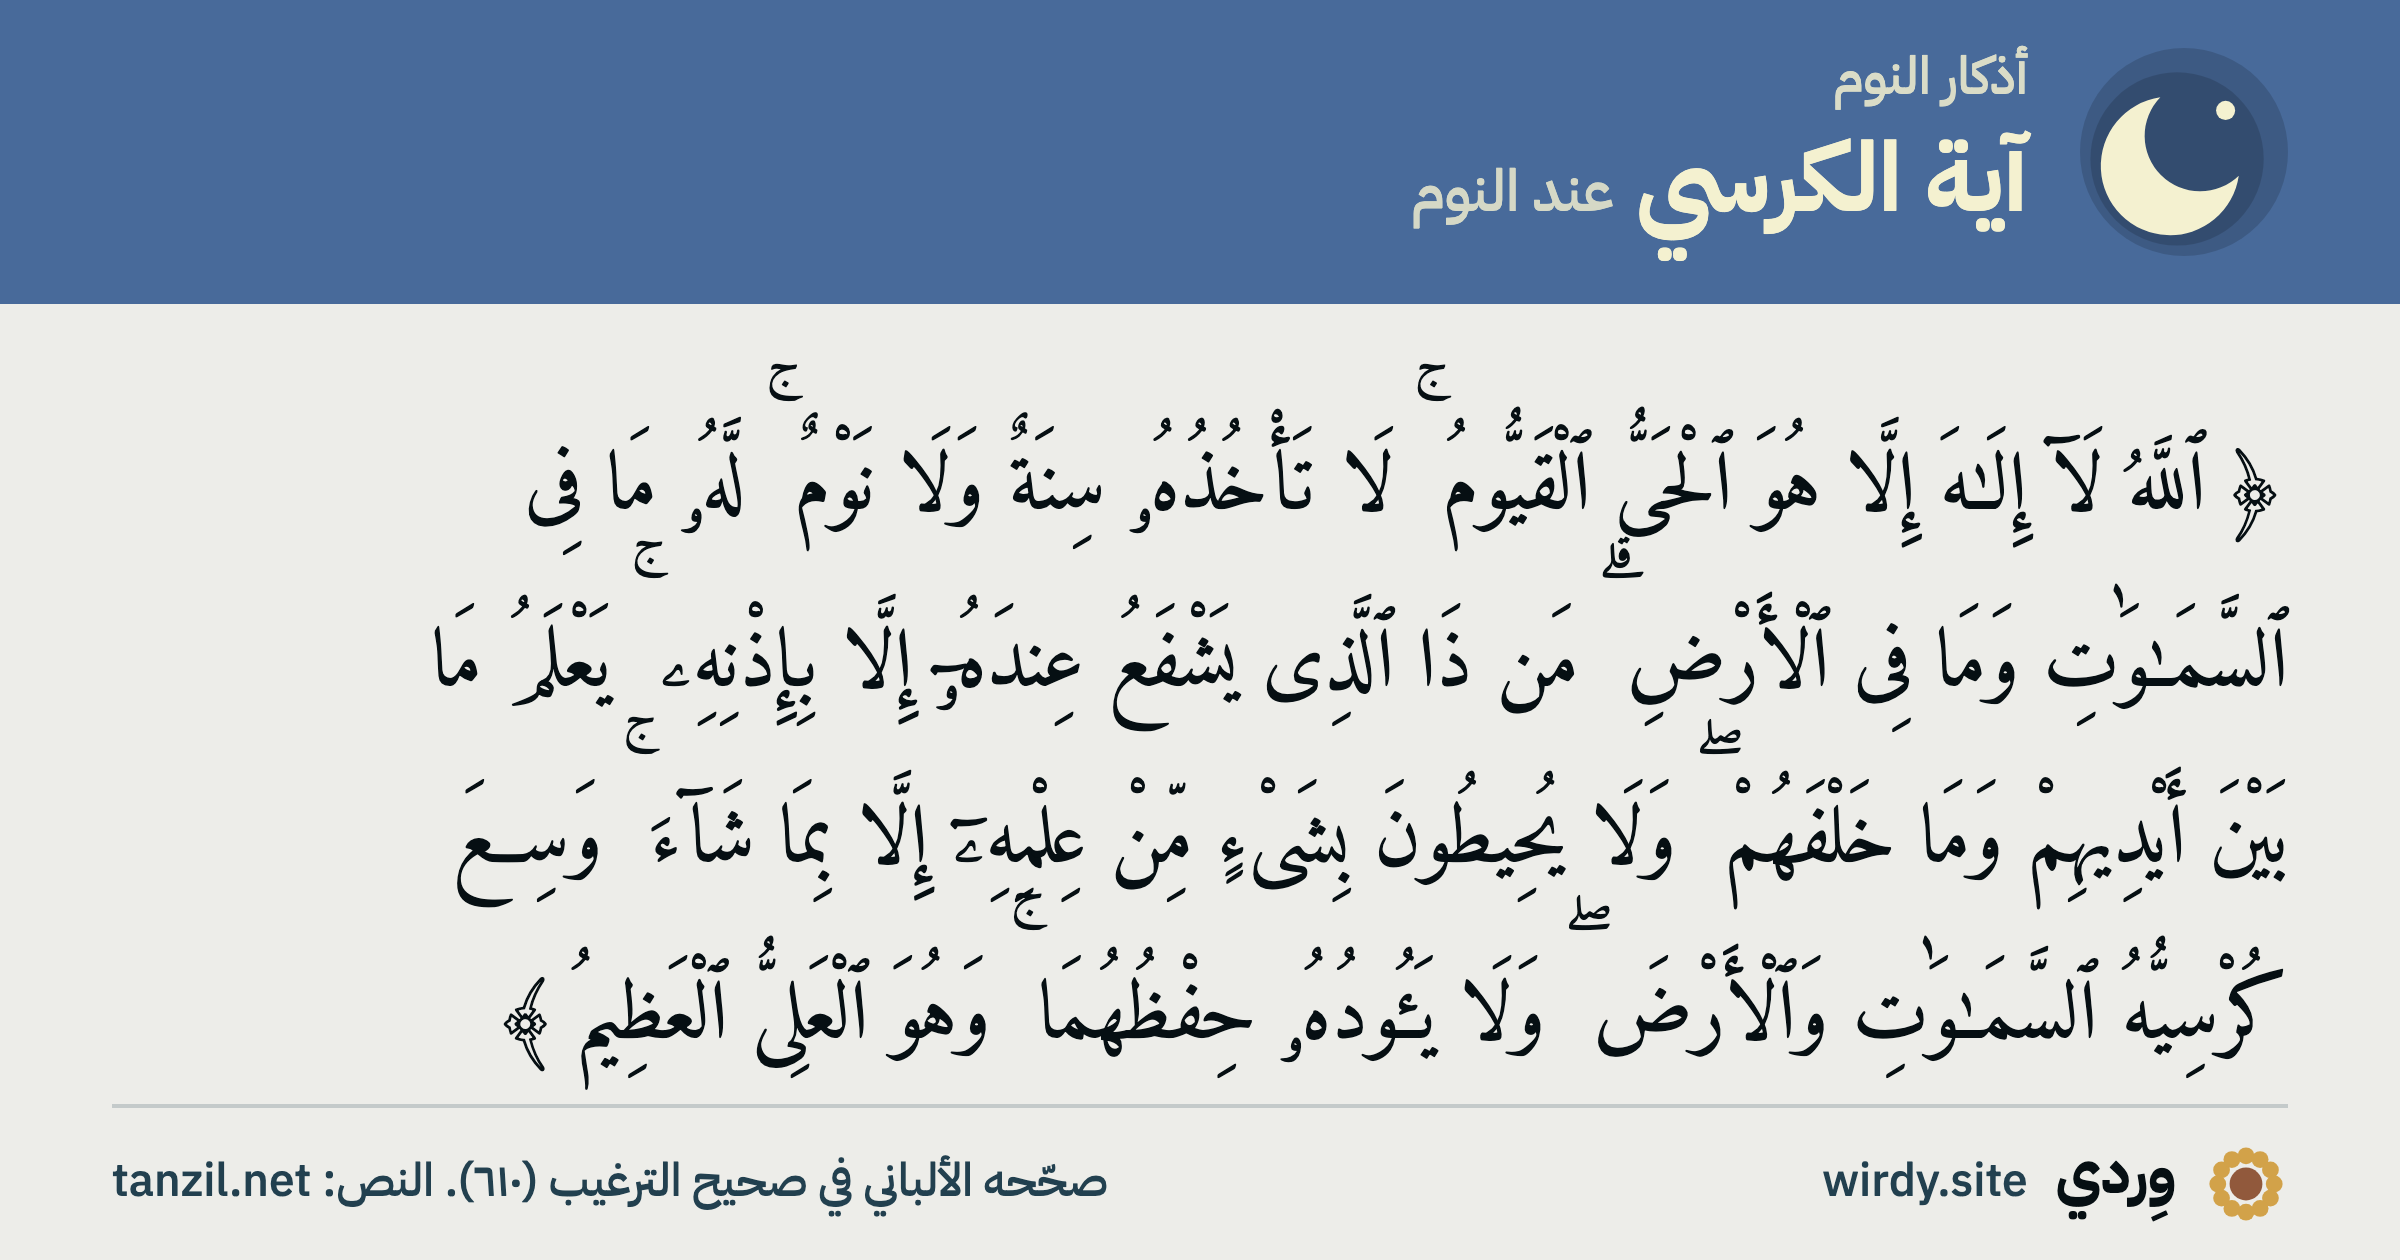 أذكار النوم
آية الكرسي عند النوم
﴿ ٱللَّهُ لَآ إِلَـٰهَ إِلَّا هُوَ ٱلْحَىُّ ٱلْقَيُّومُ ۚ لَا تَأْخُذُهُۥ سِنَةٌ وَلَا نَوْمٌ ۚ لَّهُۥ مَا فِى
ٱلسَّمَـٰوَٰتِ وَمَا فِى ٱلْأَرْضِ ۗ مَن ذَا ٱلَّذِى يَشْفَعُ عِندَهُۥٓ إِلَّا بِإِذْنِهِۦ ۚ يَعْلَمُ مَا
بَيْنَ أَيْدِيهِمْ وَمَا خَلْفَهُمْ ۖ وَلَا يُحِيطُونَ بِشَىْءٍ مِّنْ عِلْمِهِۦٓ إِلَّا بِمَا شَآءَ ۚ وَسِعَ
كُرْسِيُّهُ ٱلسَّمَـٰوَٰتِ وَٱلْأَرْضَ ۖ وَلَا يَـُٔودُهُۥ حِفْظُهُمَا ۚ وَهُوَ ٱلْعَلِىُّ ٱلْعَظِيمُ ﴾
وِردي wirdy.site
صحّحه الألباني في صحيح الترغيب (٦١٠). النص: tanzil.net